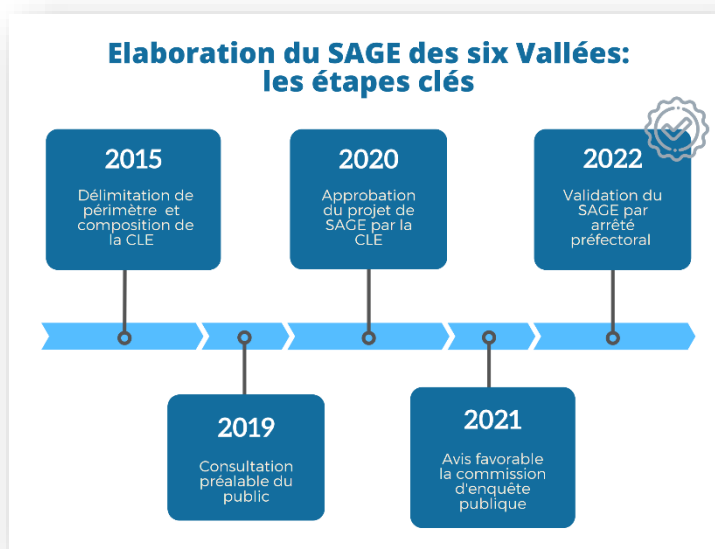 Elaboration du SAGE des six Vallées:
les étapes clés
2015
Délimitation de
périmètre et
composition de
la CLE
2019
Consultation
préalable du
public
2020
Approbation
du projet de
SAGE par la
CLE
2021
Avis favorable
la commission
d'enquête
publique
2022
Validation du
SAGE par
arrêté
préfectoral